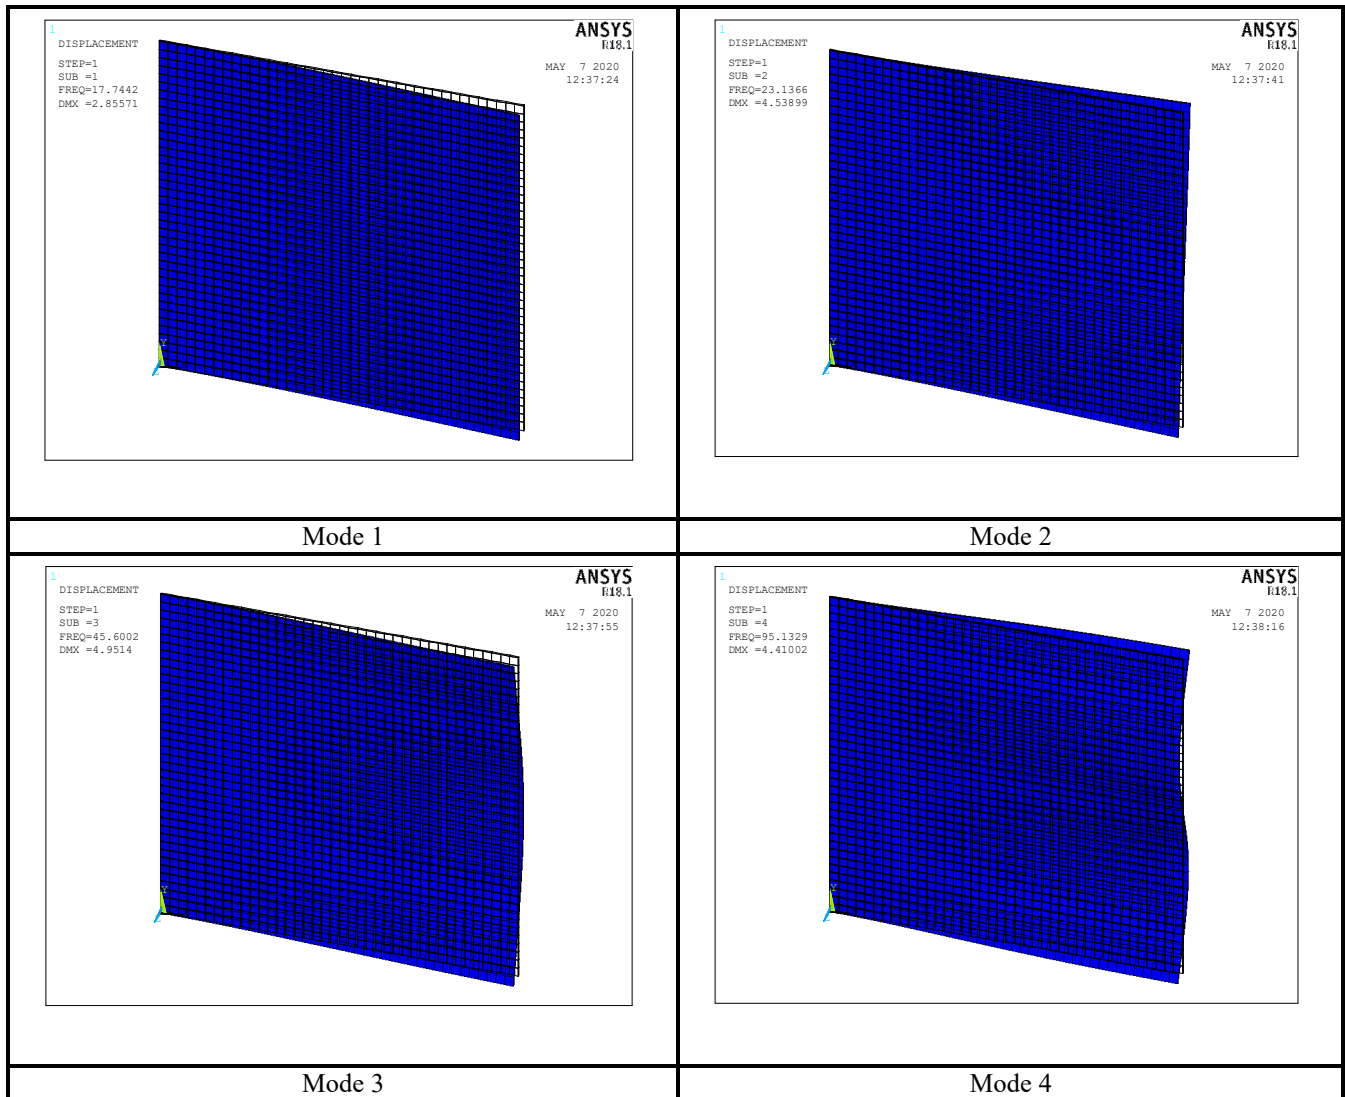 1
ANSYS
R18.1
DISPLACEMENT
STEP=1
SUB =1
FREQ=17.7442
DMX =2.85571
MAY 7 2020
12:37:24
Y
Z
Mode 1
1
ANSYS
R18.1
DISPLACEMENT
STEP=1
SUB =2
FREQ=23.1366
DMX =4.53899
MAY 7 2020
12:37:41
Y
Z
Mode 2
1
ANSYS
R18.1
DISPLACEMENT
STEP=1
SUB =3
FREQ=45.6002
DMX =4.9514
MAY 7 2020
12:37:55
Y
Z
Mode 3
1
ANSYS
R18.1
DISPLACEMENT
STEP=1
SUB =4
FREQ=95.1329
DMX =4.41002
MAY 7 2020
12:38:16
Y
Z
Mode 4